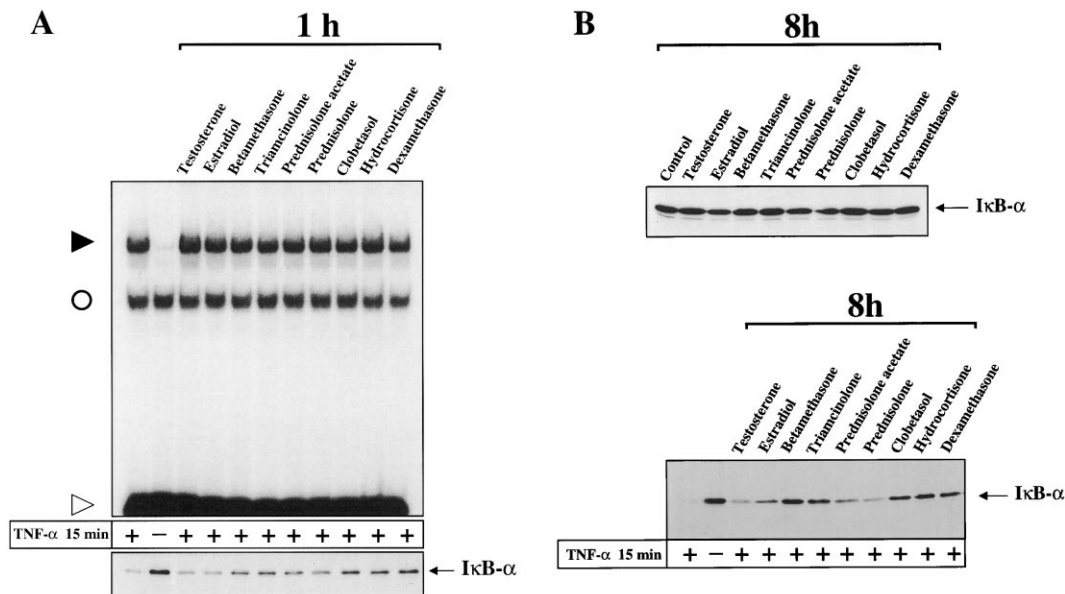 A
1 h
Testosterone
Estradiol
Betamethasone
Triamcinolone
Prednisolone acetate
Prednisolone
Clobetasol
Hydrocortisone
Dexamethasone
TNF-α 15 min + − + + + + + + + + +
IκB-α
B
8h
Control
Testosterone
Estradiol
Betamethasone
Triamcinolone
Prednisolone acetate
Prednisolone
Clobetasol
Hydrocortisone
Dexamethasone
IκB-α
8h
Testosterone
Estradiol
Betamethasone
Triamcinolone
Prednisolone acetate
Prednisolone
Clobetasol
Hydrocortisone
Dexamethasone
IκB-α
TNF-α 15 min + − + + + + + + + + +